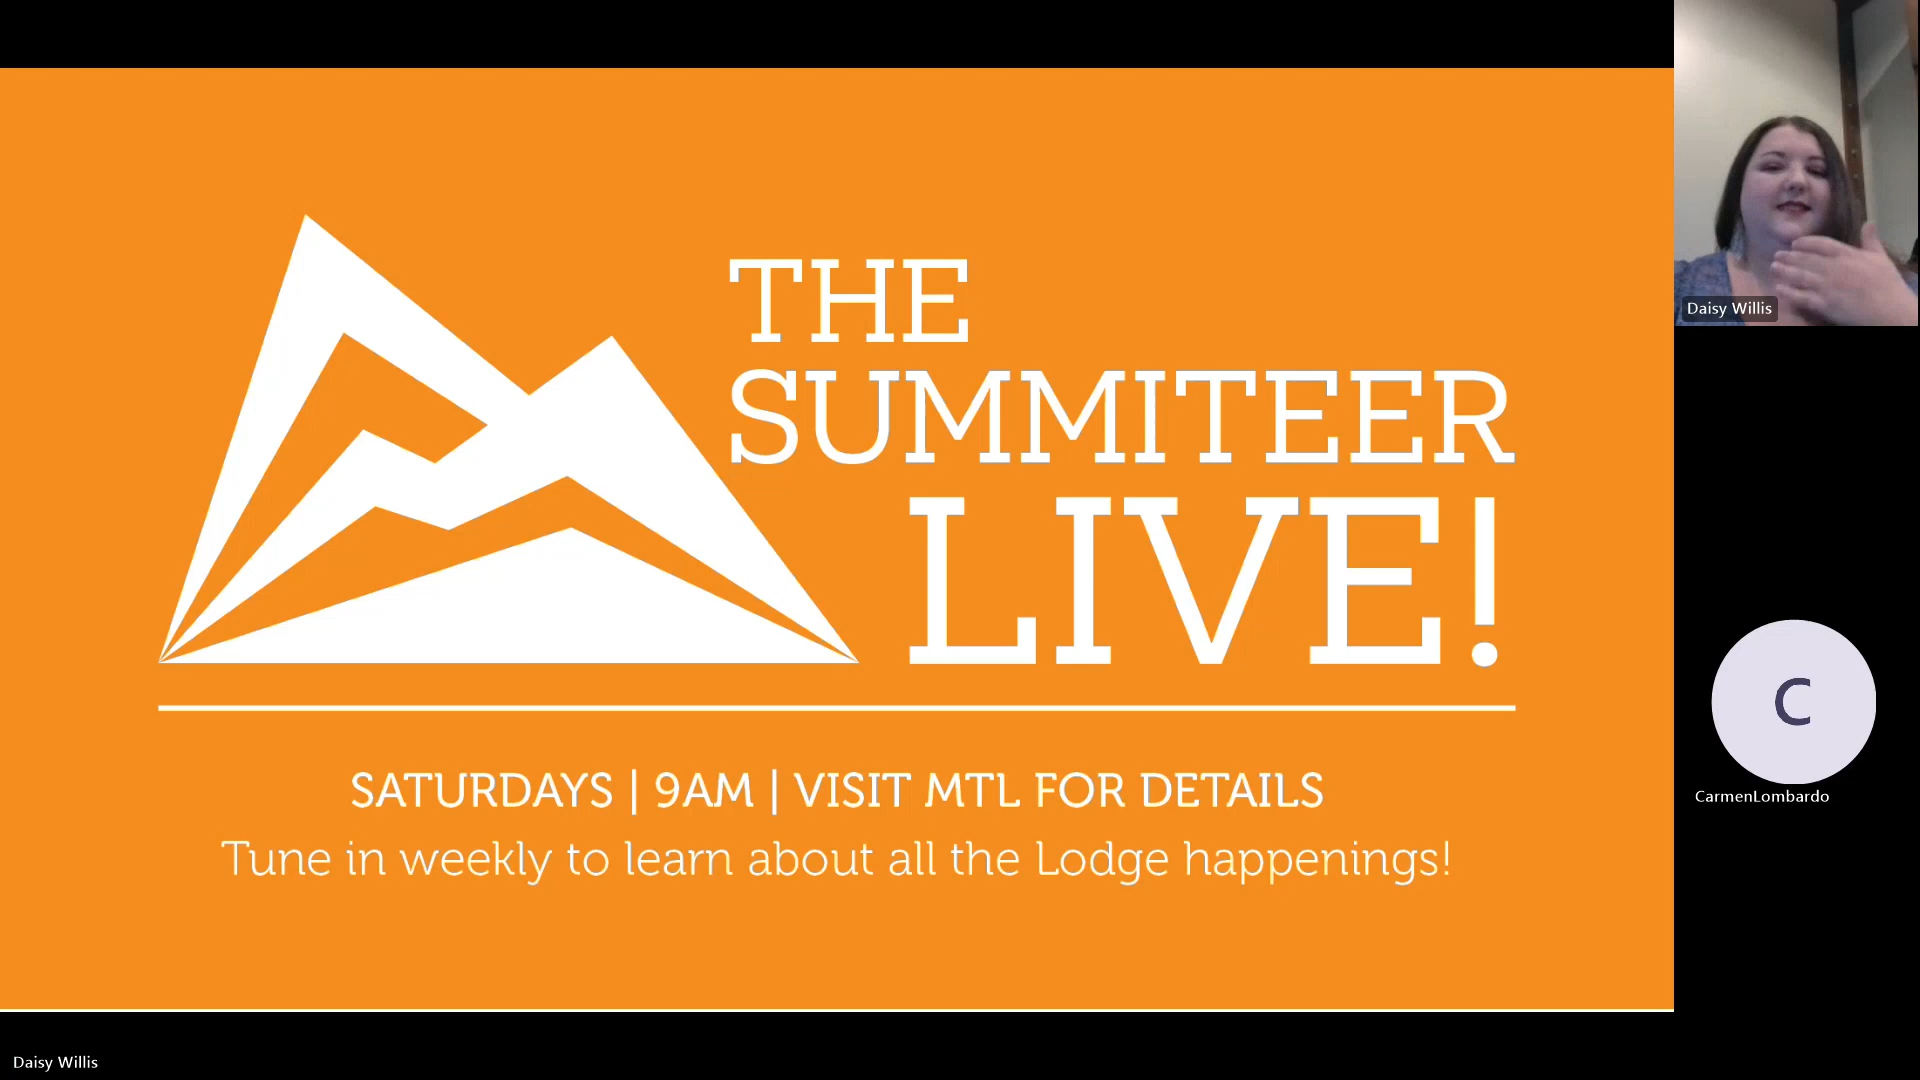 THE
SUMMITEER
LIVE!
SATURDAYS | 9AM | VISIT MTL FOR DETAILS
Tune in weekly to learn about all the Lodge happenings!
Daisy Willis
C
CarmenLombardo
Daisy Willis